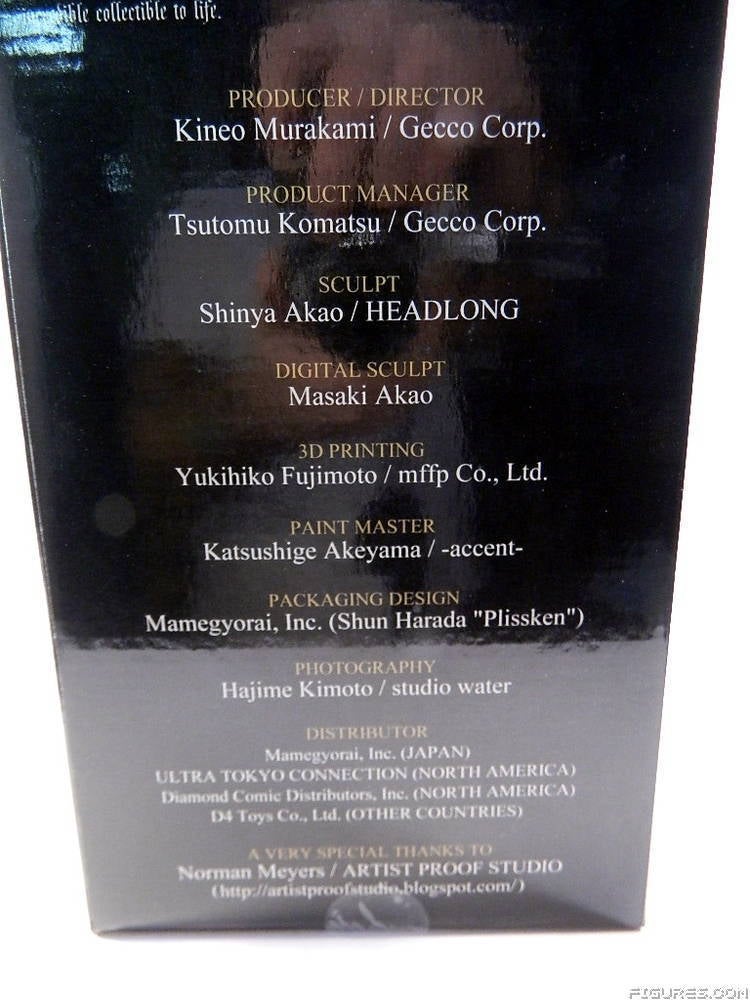 collectible to life.
PRODUCER / DIRECTOR
Kineo Murakami / Gecco Corp.
PRODUCT MANAGER
Tsutomu Komatsu / Gecco Corp.
SCULPT
Shinya Akao / HEADLONG
DIGITAL SCULPT
Masaki Akao
3D PRINTING
Yukihiko Fujimoto / mffp Co., Ltd.
PAINT MASTER
Katsushige Akeyama / -accent-
PACKAGING DESIGN
Mamegyorai, Inc. (Shun Harada "Plissken")
PHOTOGRAPHY
Hajime Kimoto / studio water
DISTRIBUTOR
Mamegyorai, Inc. (JAPAN)
ULTRA TOKYO CONNECTION (NORTH AMERICA)
Diamond Comic Distributors, Inc. (NORTH AMERICA)
D4 Toys Co., Ltd. (OTHER COUNTRIES)
A VERY SPECIAL THANKS TO
Norman Meyers / ARTIST PROOF STUDIO
(http://artistproofstudio.blogspot.com/)
FIGURES.COM